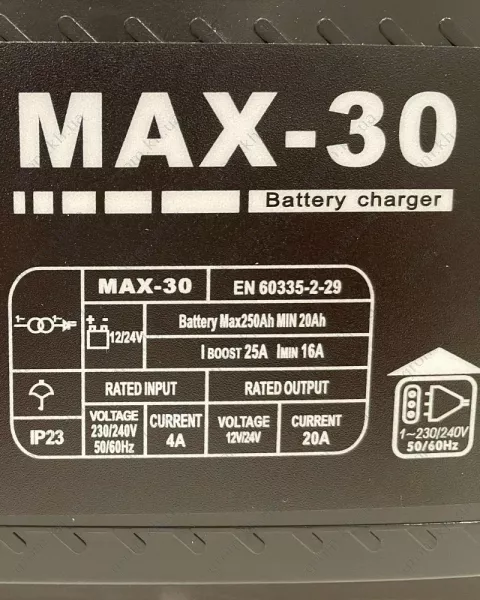 MAX-30
Battery charger
MAX-30 EN 60335-2-29
12/24V
Battery Max250Ah MIN 20Ah
I BOOST 25A IMIN 16A
RATED INPUT RATED OUTPUT
IP23
VOLTAGE 230/240V 50/60Hz
CURRENT 4A
VOLTAGE 12V/24V
CURRENT 20A
1~230/240V
50/60Hz